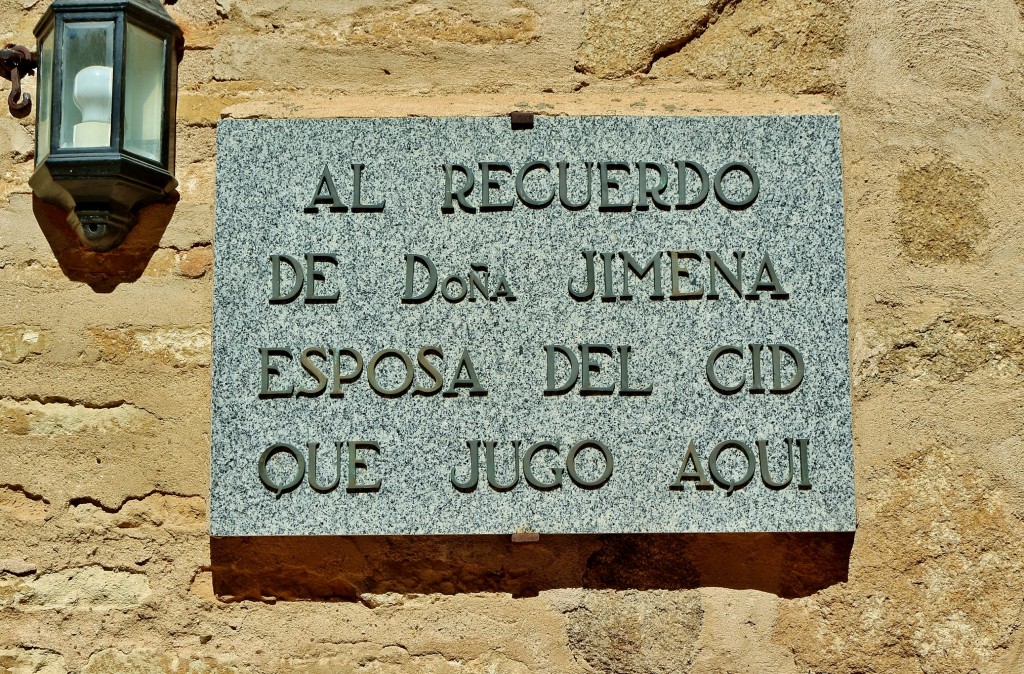 AL RECUERDO
DE DOÑA JIMENA
ESPOSA DEL CID
QUE JUGO AQUI